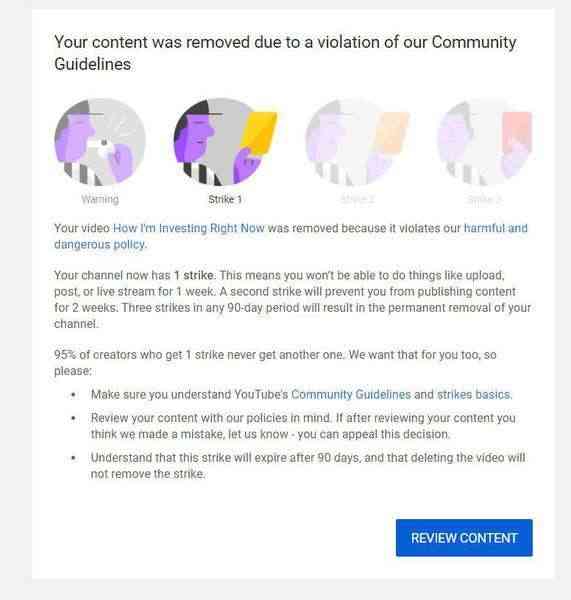 Your content was removed due to a violation of our Community
Guidelines
Warning
Strike 1
Strike 2
Strike 3
Your video How I'm Investing Right Now was removed because it violates our harmful and
dangerous policy.
Your channel now has 1 strike. This means you won't be able to do things like upload,
post, or live stream for 1 week. A second strike will prevent you from publishing content
for 2 weeks. Three strikes in any 90-day period will result in the permanent removal of your
channel.
95% of creators who get 1 strike never get another one. We want that for you too, so
please:
• Make sure you understand YouTube's Community Guidelines and strikes basics.
• Review your content with our policies in mind. If after reviewing your content you
think we made a mistake, let us know - you can appeal this decision.
• Understand that this strike will expire after 90 days, and that deleting the video will
not remove the strike.
REVIEW CONTENT